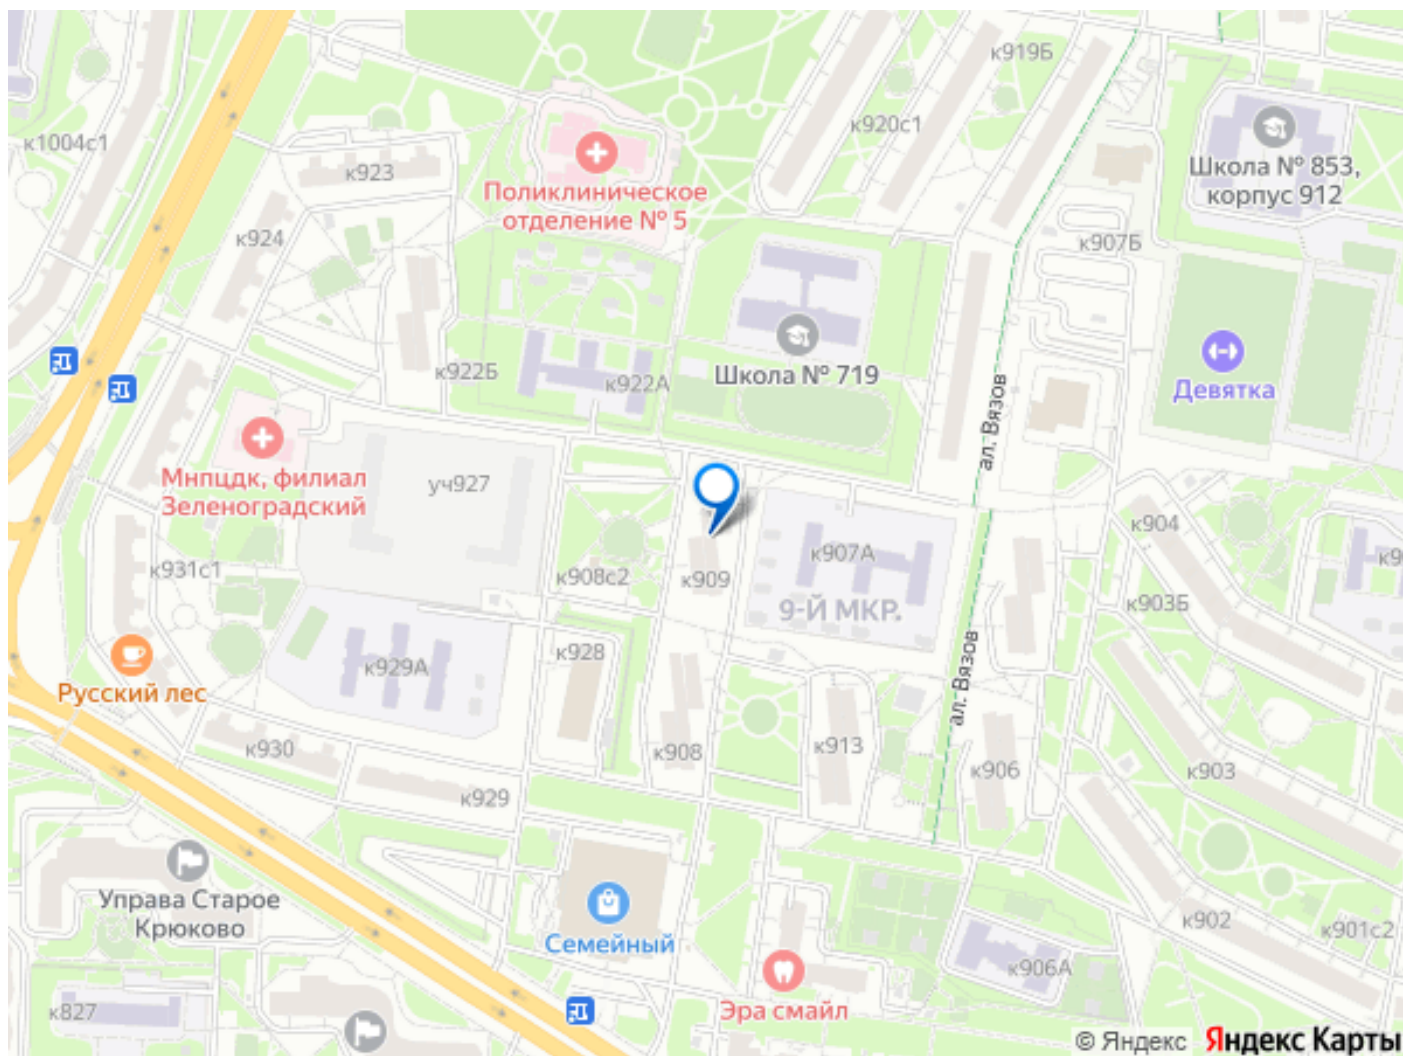 к919Б
к920с1
к1004с1
к923
Поликлиническое
отделение № 5
Школа № 853,
корпус 912
к924
к907Б
к922Б
к922А
Школа № 719
Девятка
ал. Вязов
Мнпцдк, филиал
Зеленоградский
уч927
к904
к931с1
к908с2
к909
к907А
9-Й МКР.
к9
к903Б
Русский лес
к929А
к928
ал. Вязов
к930
к908
к913
к906
к903
к929
Управа Старое
Крюково
Семейный
к902
к901с2
к906А
к827
Эра смайл
© Яндекс Яндекс Карты